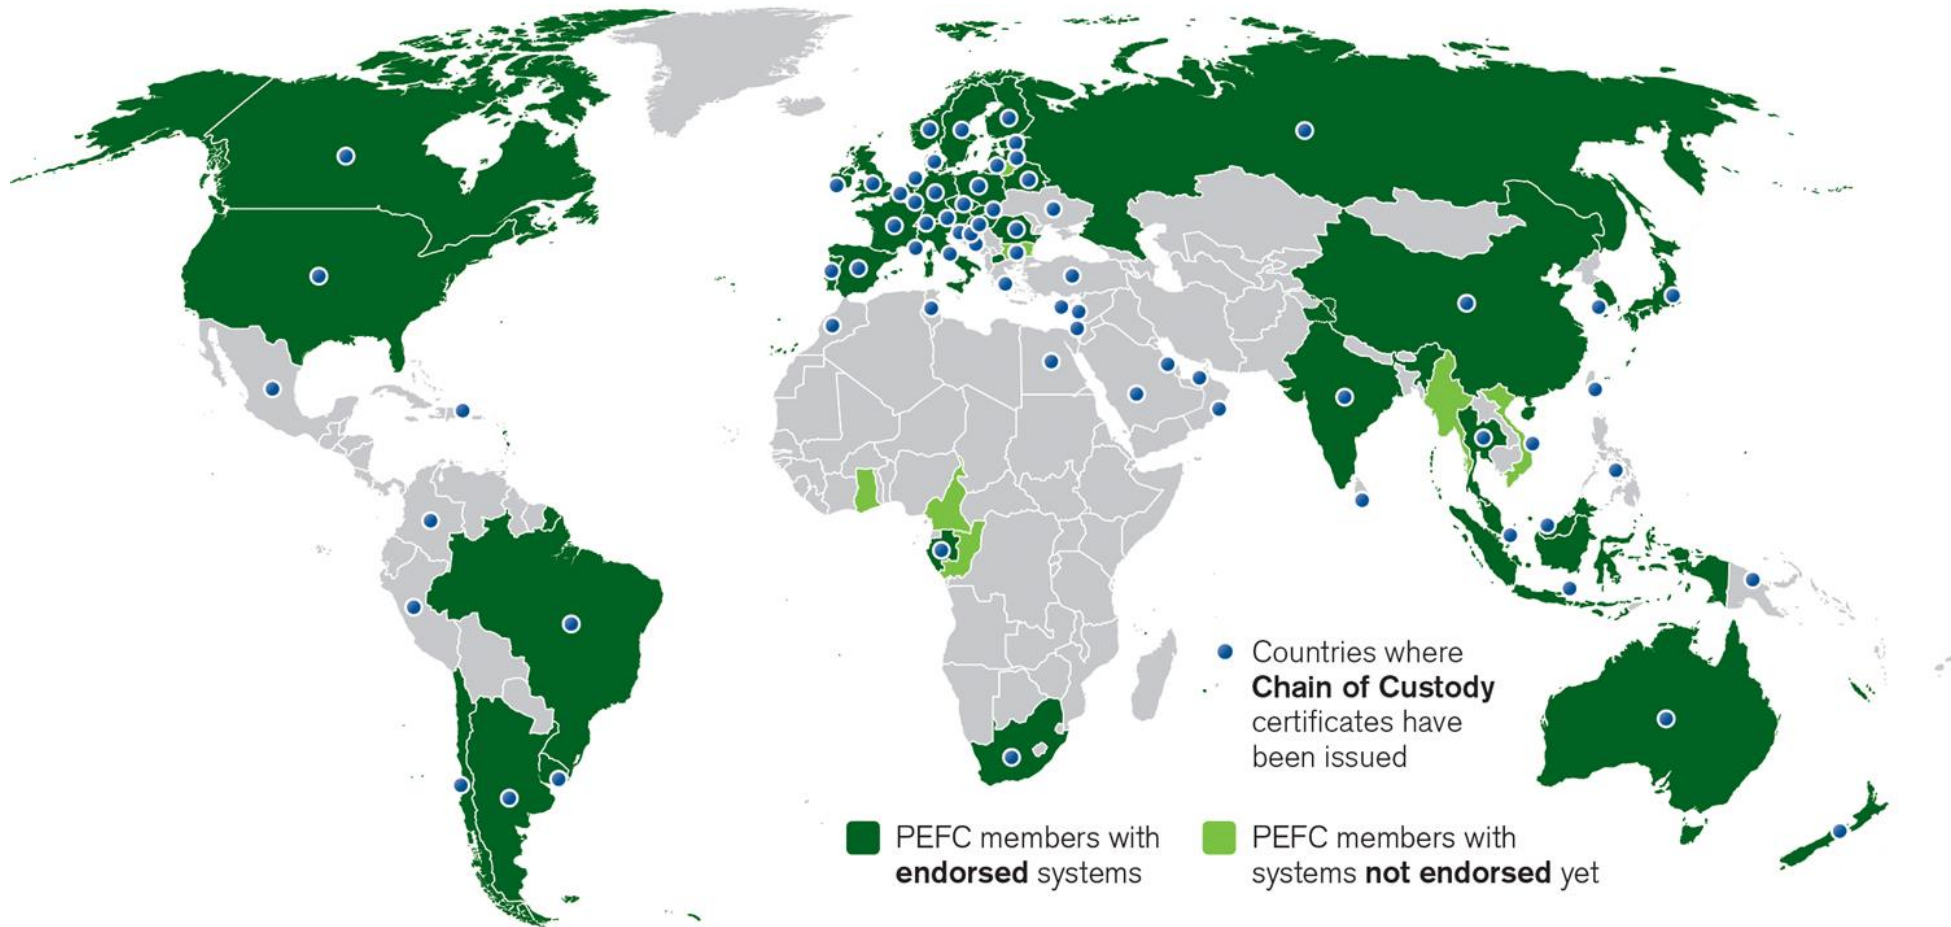 Countries where
Chain of Custody
certificates have
been issued
PEFC members with
endorsed systems
PEFC members with
systems not endorsed yet